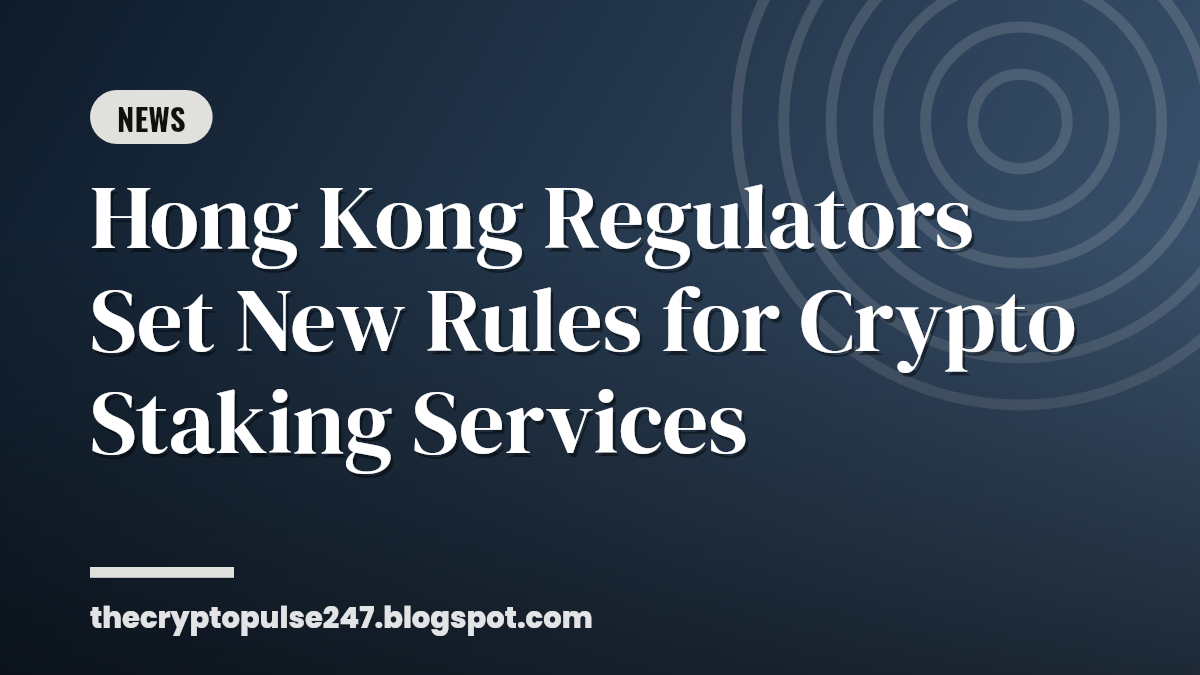 NEWS
Hong Kong Regulators
Set New Rules for Crypto
Staking Services
thecryptopulse247.blogspot.com